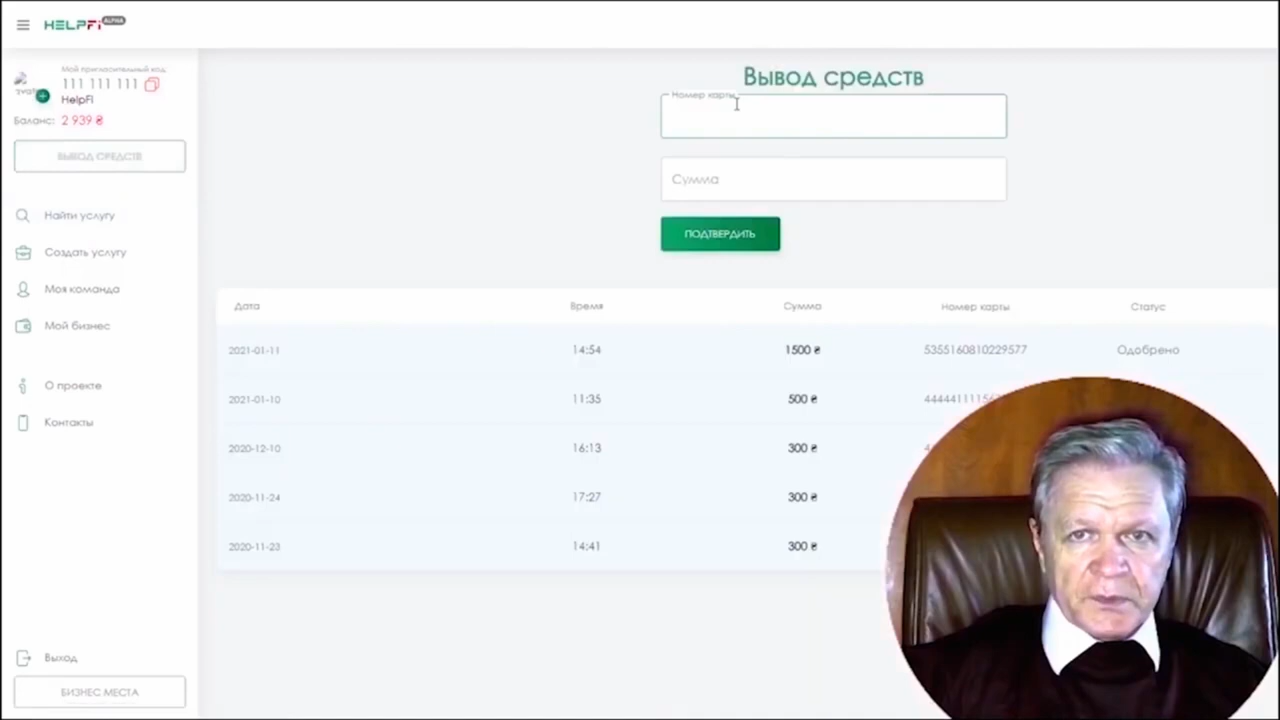 HELPFI ALPHA
Мой пригласительный код
111 111 111
HelpFi
Баланс: 2 939 ₴
ВЫВОД СРЕДСТВ
Найти услугу
Создать услугу
Моя команда
Мой бизнес
О проекте
Контакты
Выход
БИЗНЕС МЕСТА
Вывод средств
Номер карты
Сумма
ПОДТВЕРДИТЬ
Дата Время Сумма Номер карты Статус
2021-01-11 14:54 1500 ₴ 5355160810229577 Одобрено
2021-01-10 11:35 500 ₴
2020-12-10 16:13 300 ₴
2020-11-24 17:27 300 ₴
2020-11-23 14:41 300 ₴